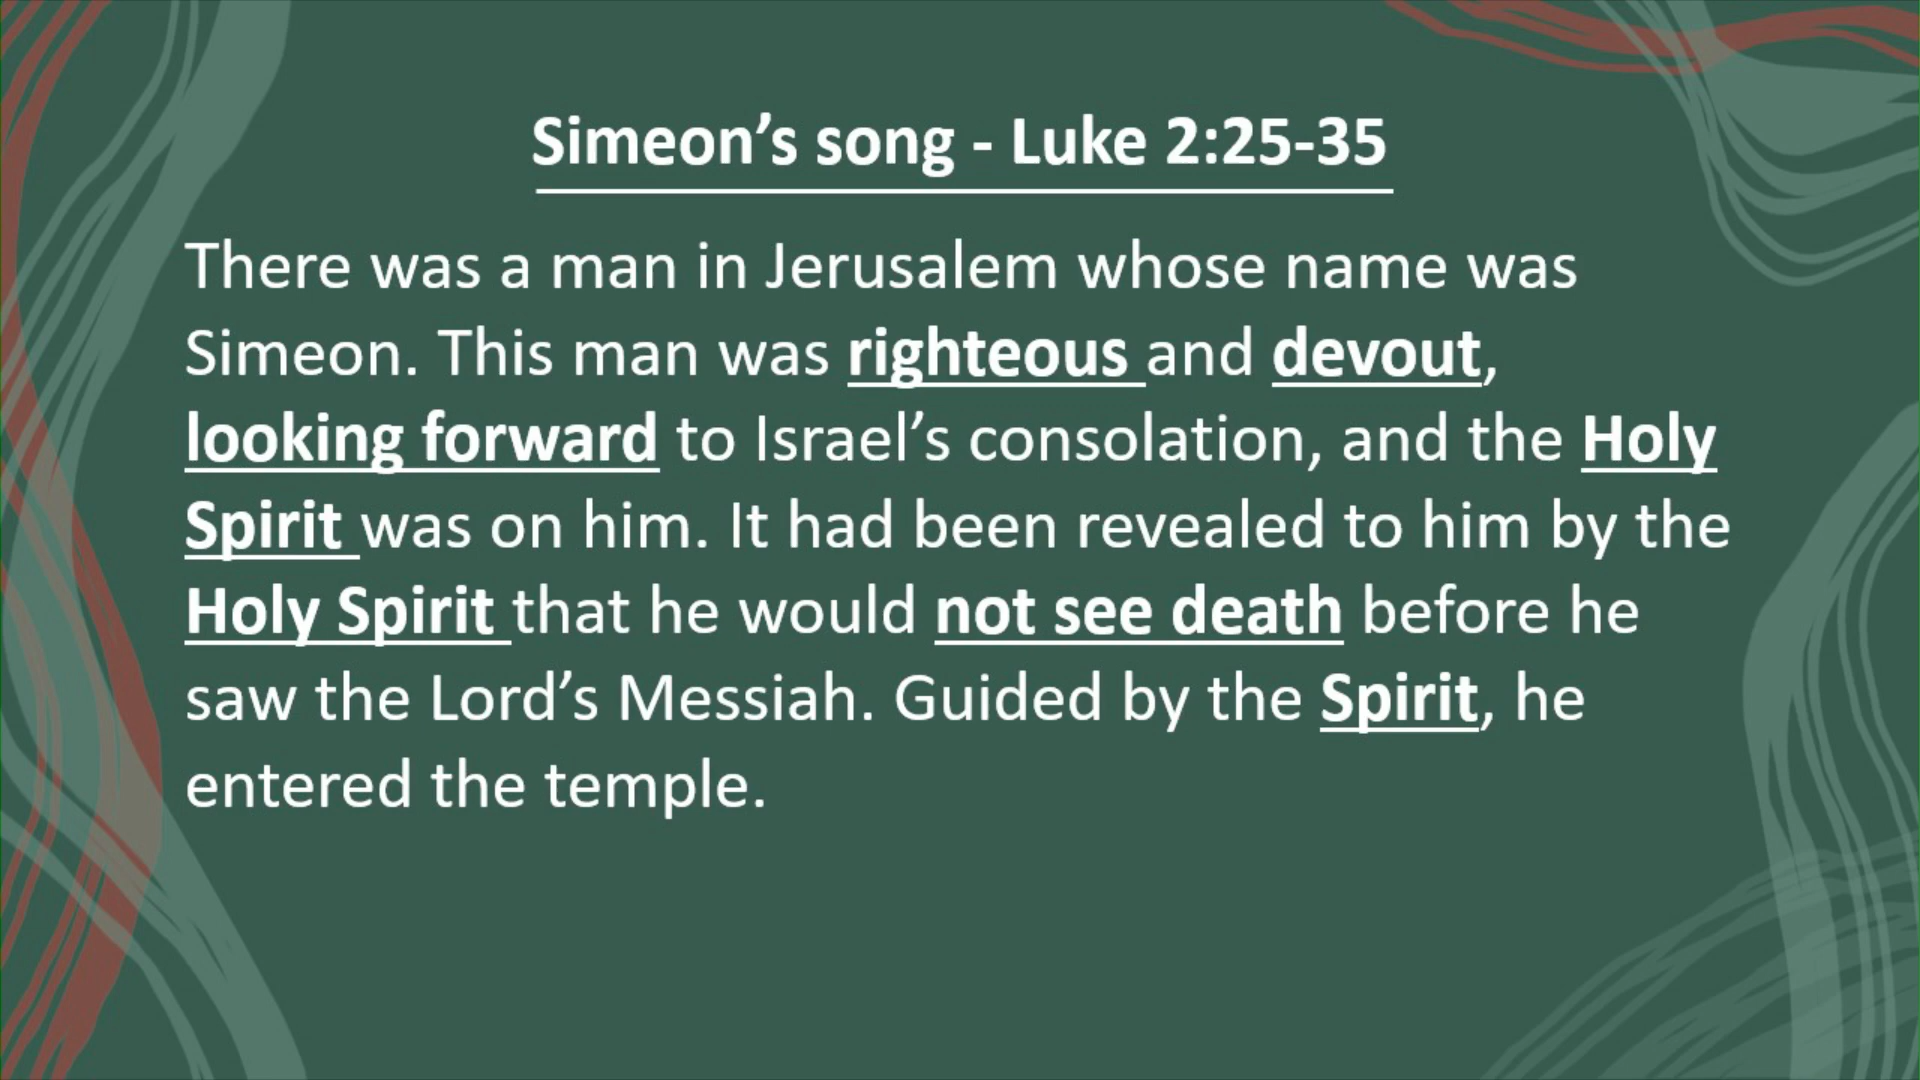 Simeon’s song - Luke 2:25-35
There was a man in Jerusalem whose name was
Simeon. This man was righteous and devout,
looking forward to Israel’s consolation, and the Holy
Spirit was on him. It had been revealed to him by the
Holy Spirit that he would not see death before he
saw the Lord’s Messiah. Guided by the Spirit, he
entered the temple.